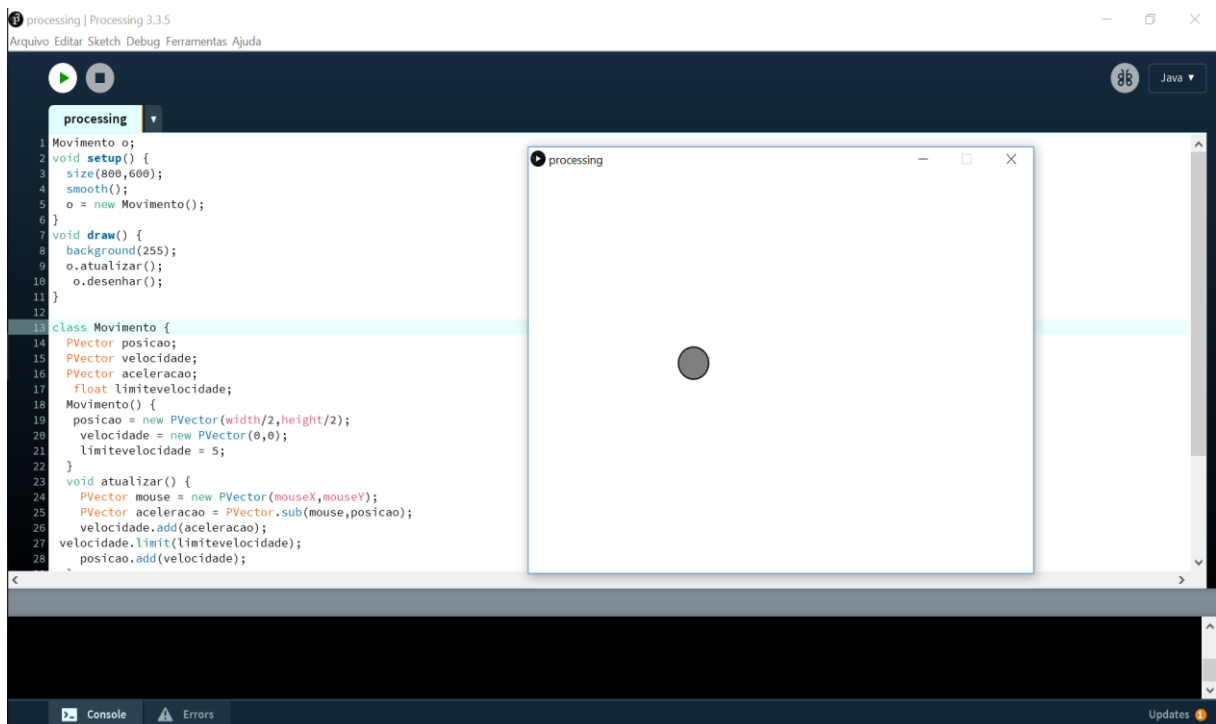 processing | Processing 3.3.5
Arquivo Editar Sketch Debug Ferramentas Ajuda
Java ▼
processing ▼
1 Movimento o;
2 void setup() {
3   size(800,600);
4   smooth();
5   o = new Movimento();
6 }
7 void draw() {
8   background(255);
9   o.atualizar();
10    o.desenhar();
11 }
12
13 class Movimento {
14   PVector posicao;
15   PVector velocidade;
16   PVector aceleracao;
17    float limitevelocidade;
18   Movimento() {
19    posicao = new PVector(width/2,height/2);
20     velocidade = new PVector(0,0);
21     limitevelocidade = 5;
22   }
23   void atualizar() {
24     PVector mouse = new PVector(mouseX,mouseY);
25     PVector aceleracao = PVector.sub(mouse,posicao);
26     velocidade.add(aceleracao);
27  velocidade.limit(limitevelocidade);
28     posicao.add(velocidade);
processing
Console
Errors
Updates 1